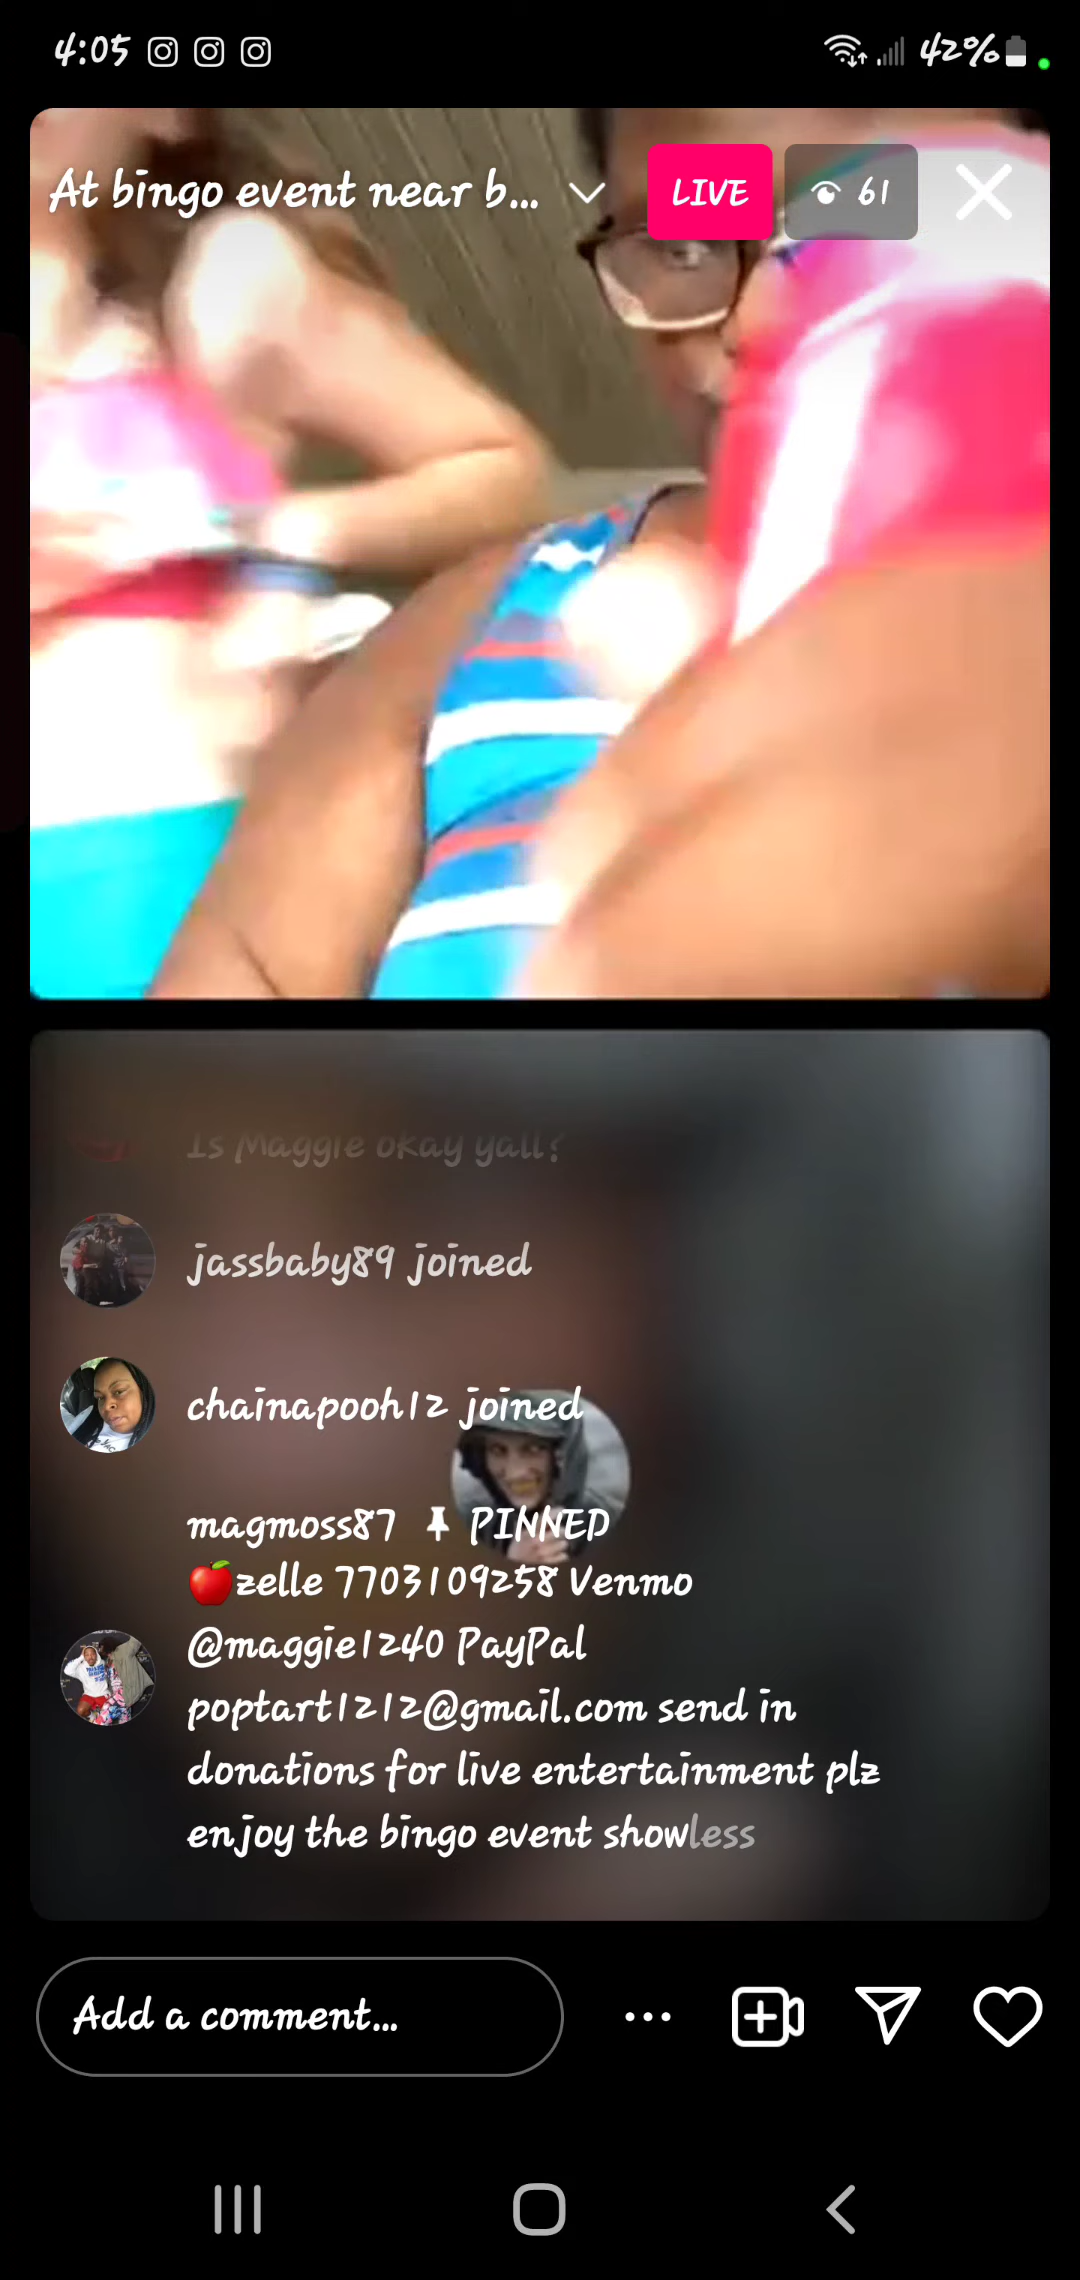 4:05 42%
At bingo event near b... LIVE 61
Is Maggie okay yall?
jassbaby89 joined
chainapooh12 joined
magmoss87 PINNED
🍎zelle 7703109258 Venmo
@maggie1240 PayPal
poptart1212@gmail.com send in
donations for live entertainment plz
enjoy the bingo event showless
Add a comment...